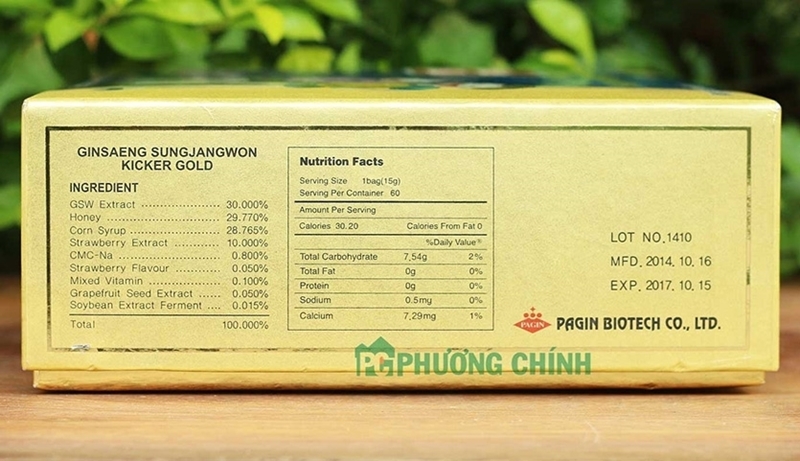 GINSAENG SUNGJANGWON
KICKER GOLD
INGREDIENT
GSW Extract .................... 30.000%
Honey .............................. 29.770%
Corn Syrup ...................... 28.765%
Strawberry Extract ........... 10.000%
CMC-Na .......................... 0.800%
Strawberry Flavour ............ 0.050%
Mixed Vitamin ................... 0.100%
Grapefruit Seed Extract ...... 0.050%
Soybean Extract Ferment .... 0.015%
Total 100.000%
Nutrition Facts
Serving Size 1bag(15g)
Serving Per Container 60
Amount Per Serving
Calories 30.20 Calories From Fat 0
%Daily Value®
Total Carbohydrate 7,54g 2%
Total Fat 0g 0%
Protein 0g 0%
Sodium 0.5mg 0%
Calcium 7,29mg 1%
LOT NO.1410
MFD. 2014. 10. 16
EXP. 2017. 10. 15
PAGIN PAGIN BIOTECH CO., LTD.
PC PHƯƠNG CHÍNH